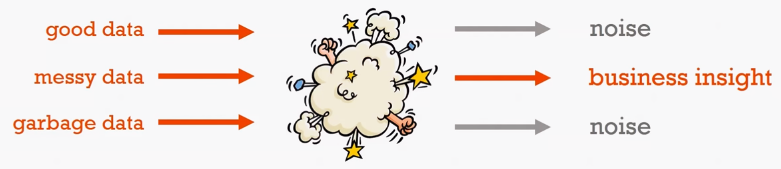 good data
noise
messy data
business insight
garbage data
noise